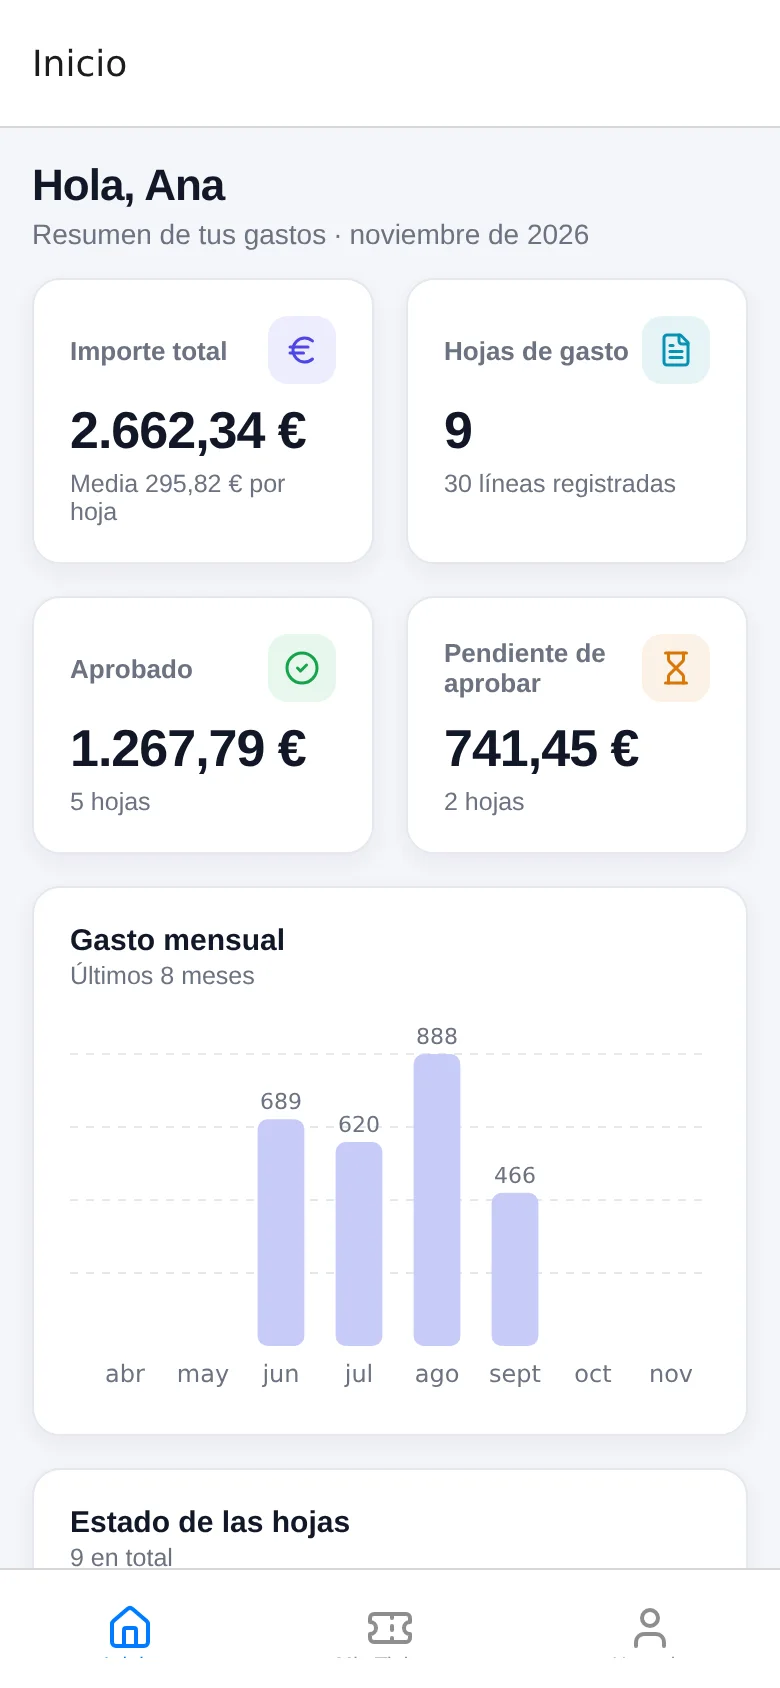 Inicio
Hola, Ana
Resumen de tus gastos · noviembre de 2026
Importe total
2.662,34 €
Media 295,82 € por
hoja
Hojas de gasto
9
30 líneas registradas
Aprobado
1.267,79 €
5 hojas
Pendiente de
aprobar
741,45 €
2 hojas
Gasto mensual
Últimos 8 meses
888
689
620
466
abr may jun jul ago sept oct nov
Estado de las hojas
9 en total